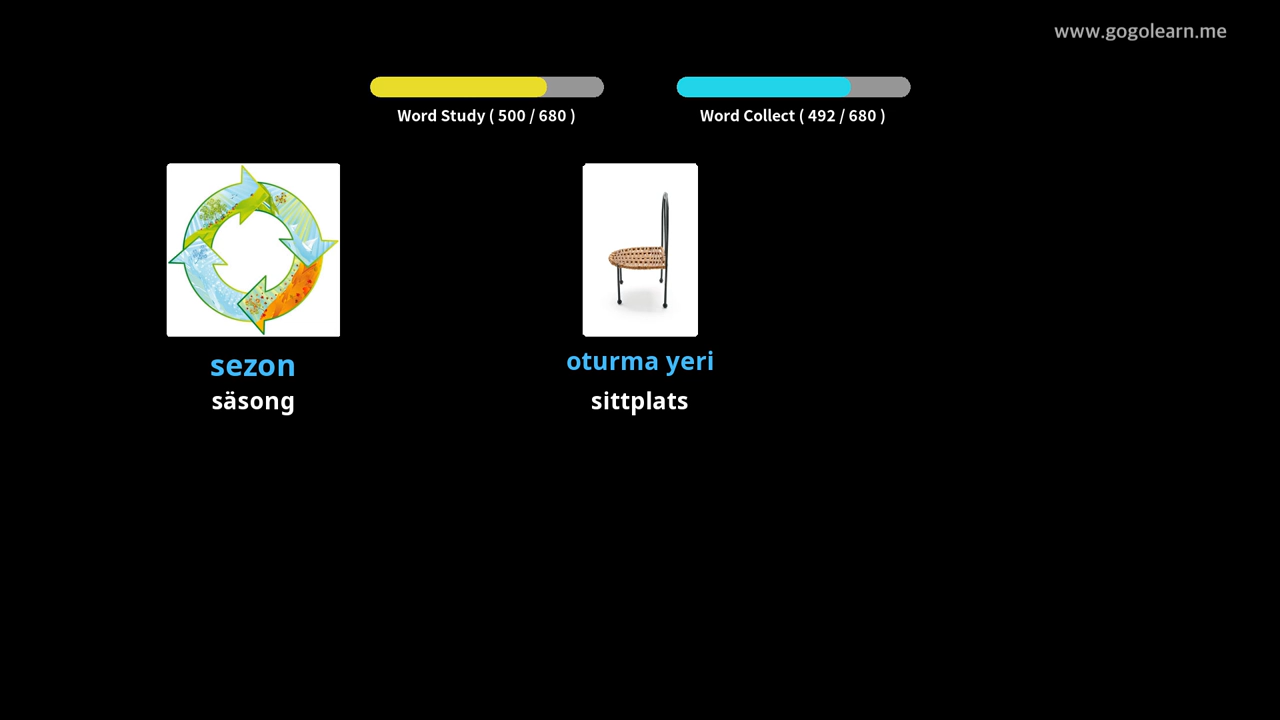 www.gogolearn.me
Word Study ( 500 / 680 )
Word Collect ( 492 / 680 )
sezon
säsong
oturma yeri
sittplats